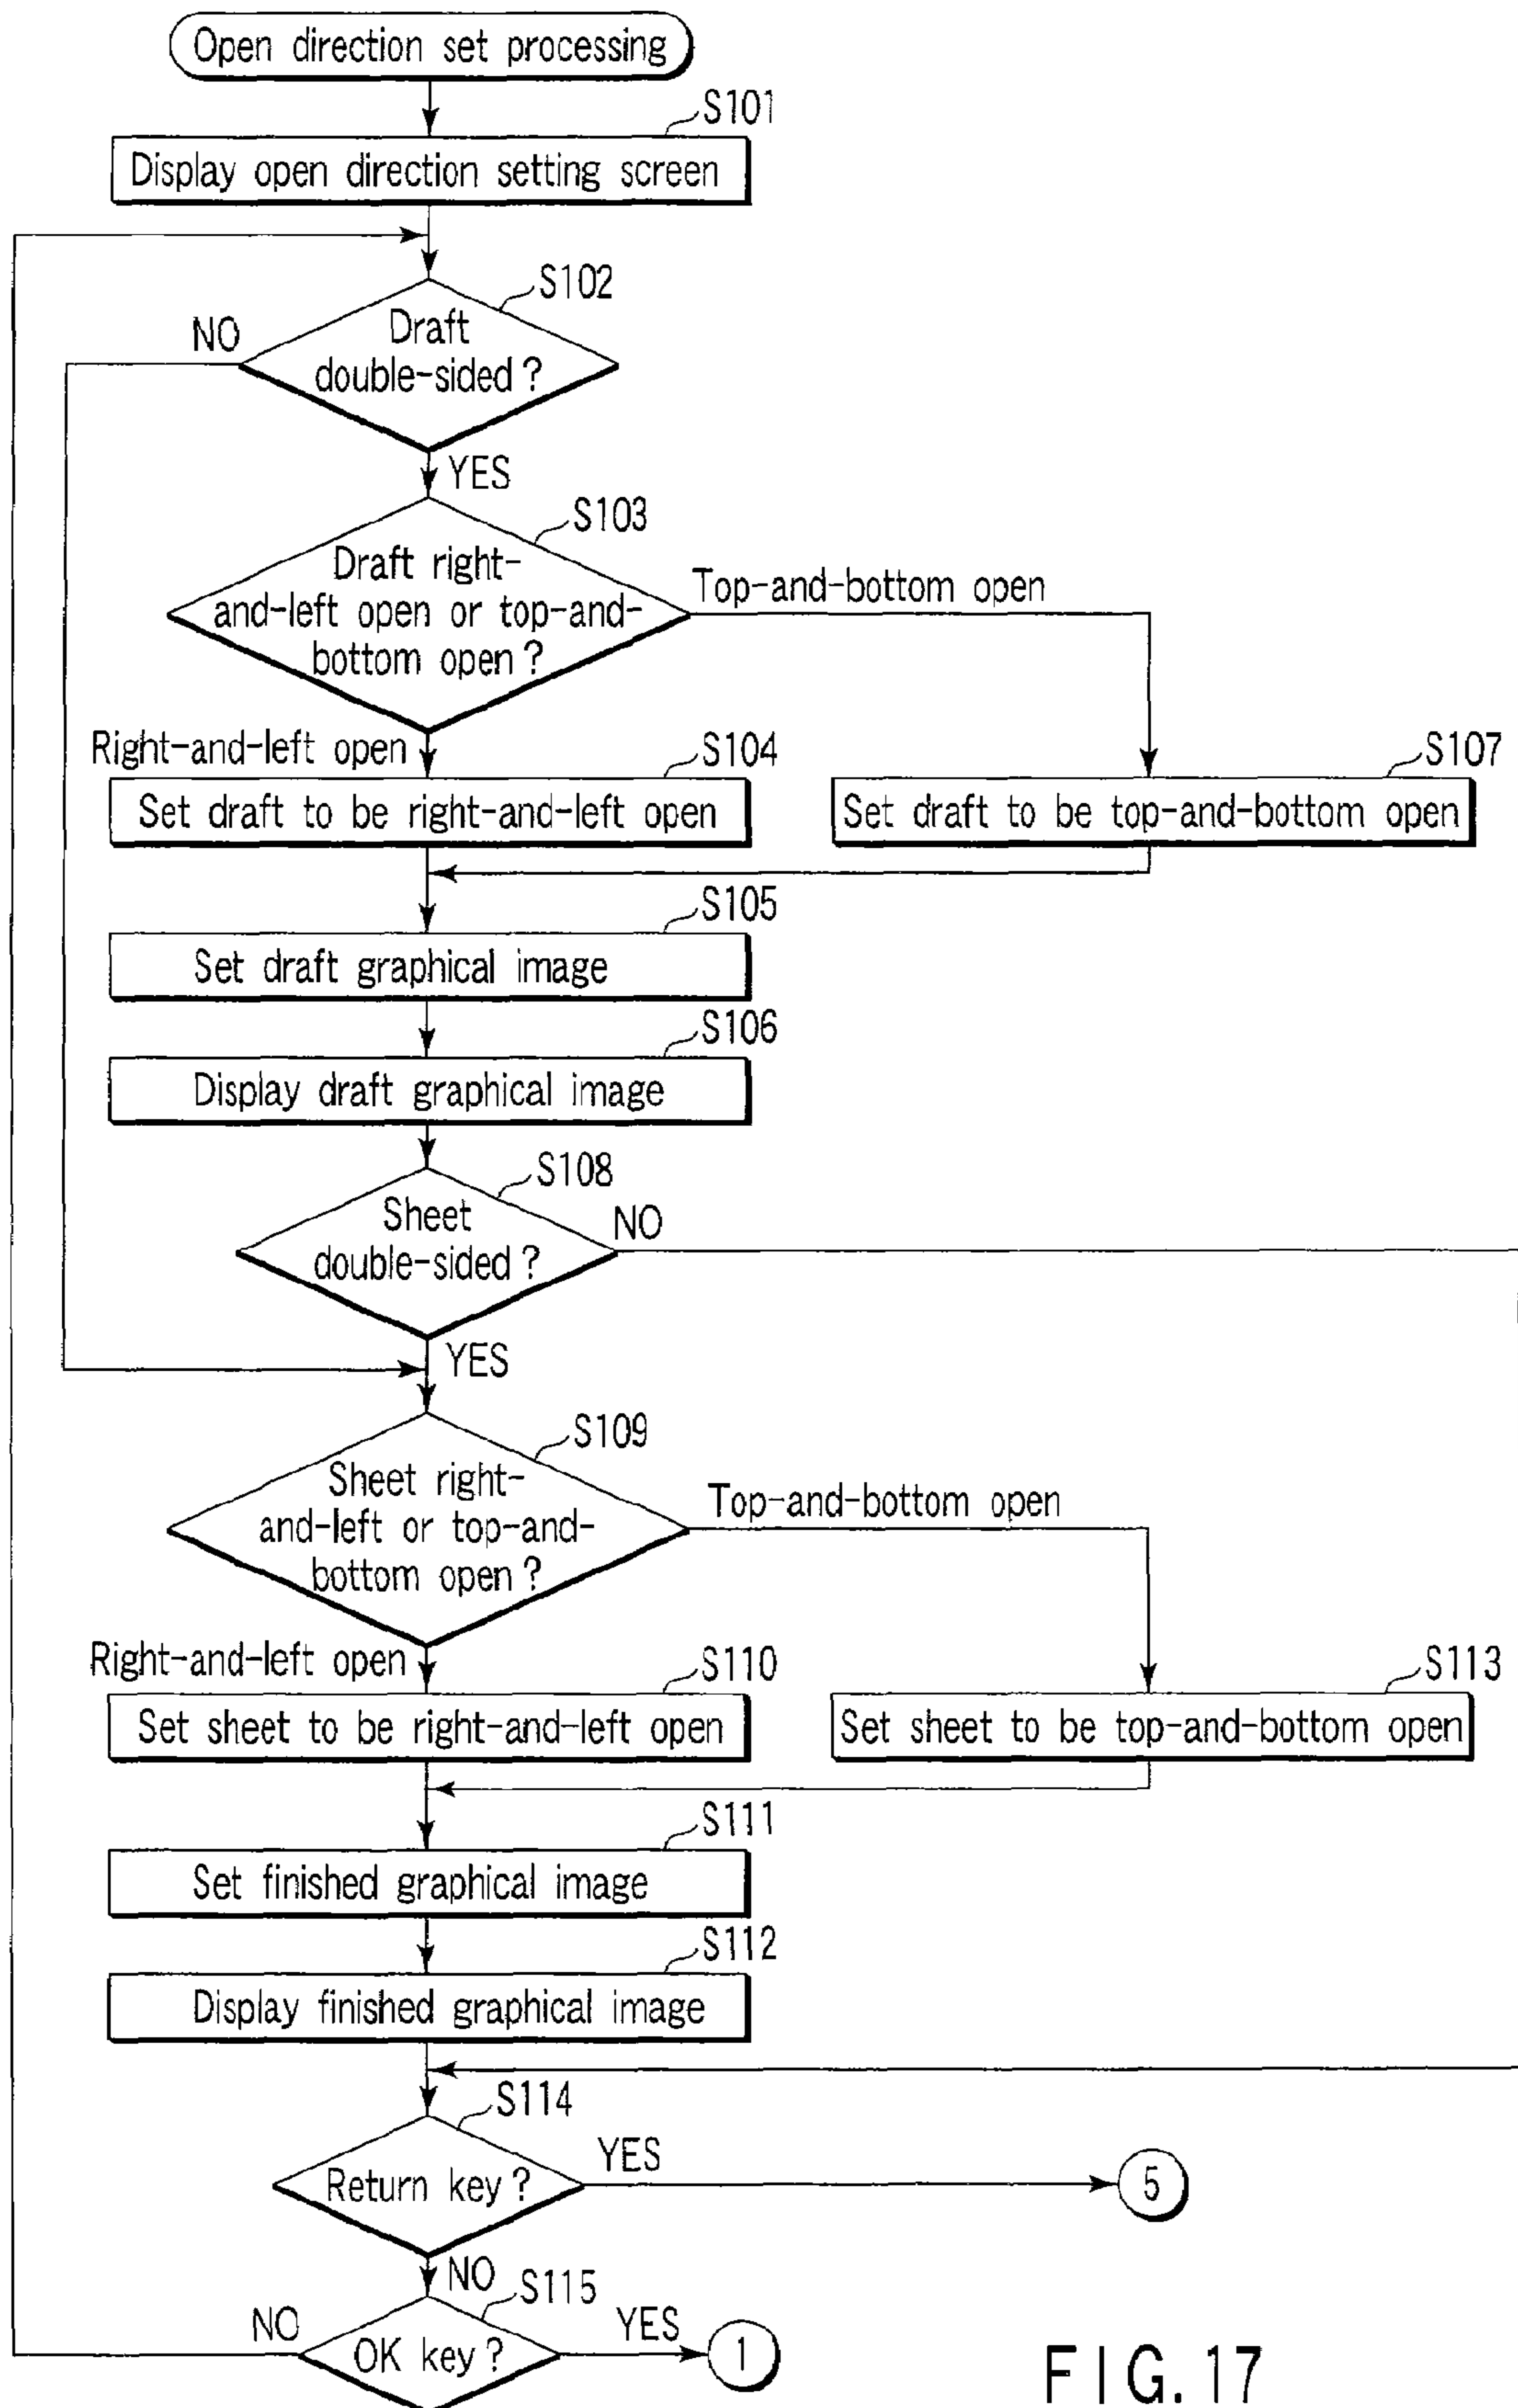 Open direction set processing
S101
Display open direction setting screen
S102
NO
Draft
double-sided?
YES
S103
Draft right-
and-left open or top-and-
bottom open?
Top-and-bottom open
Right-and-left open
S104
S107
Set draft to be right-and-left open
Set draft to be top-and-bottom open
S105
Set draft graphical image
S106
Display draft graphical image
S108
Sheet
double-sided?
NO
YES
S109
Sheet right-
and-left or top-and-
bottom open?
Top-and-bottom open
Right-and-left open
S110
S113
Set sheet to be right-and-left open
Set sheet to be top-and-bottom open
S111
Set finished graphical image
S112
Display finished graphical image
S114
Return key?
YES
5
NO
S115
NO
OK key?
YES
1
FIG. 17